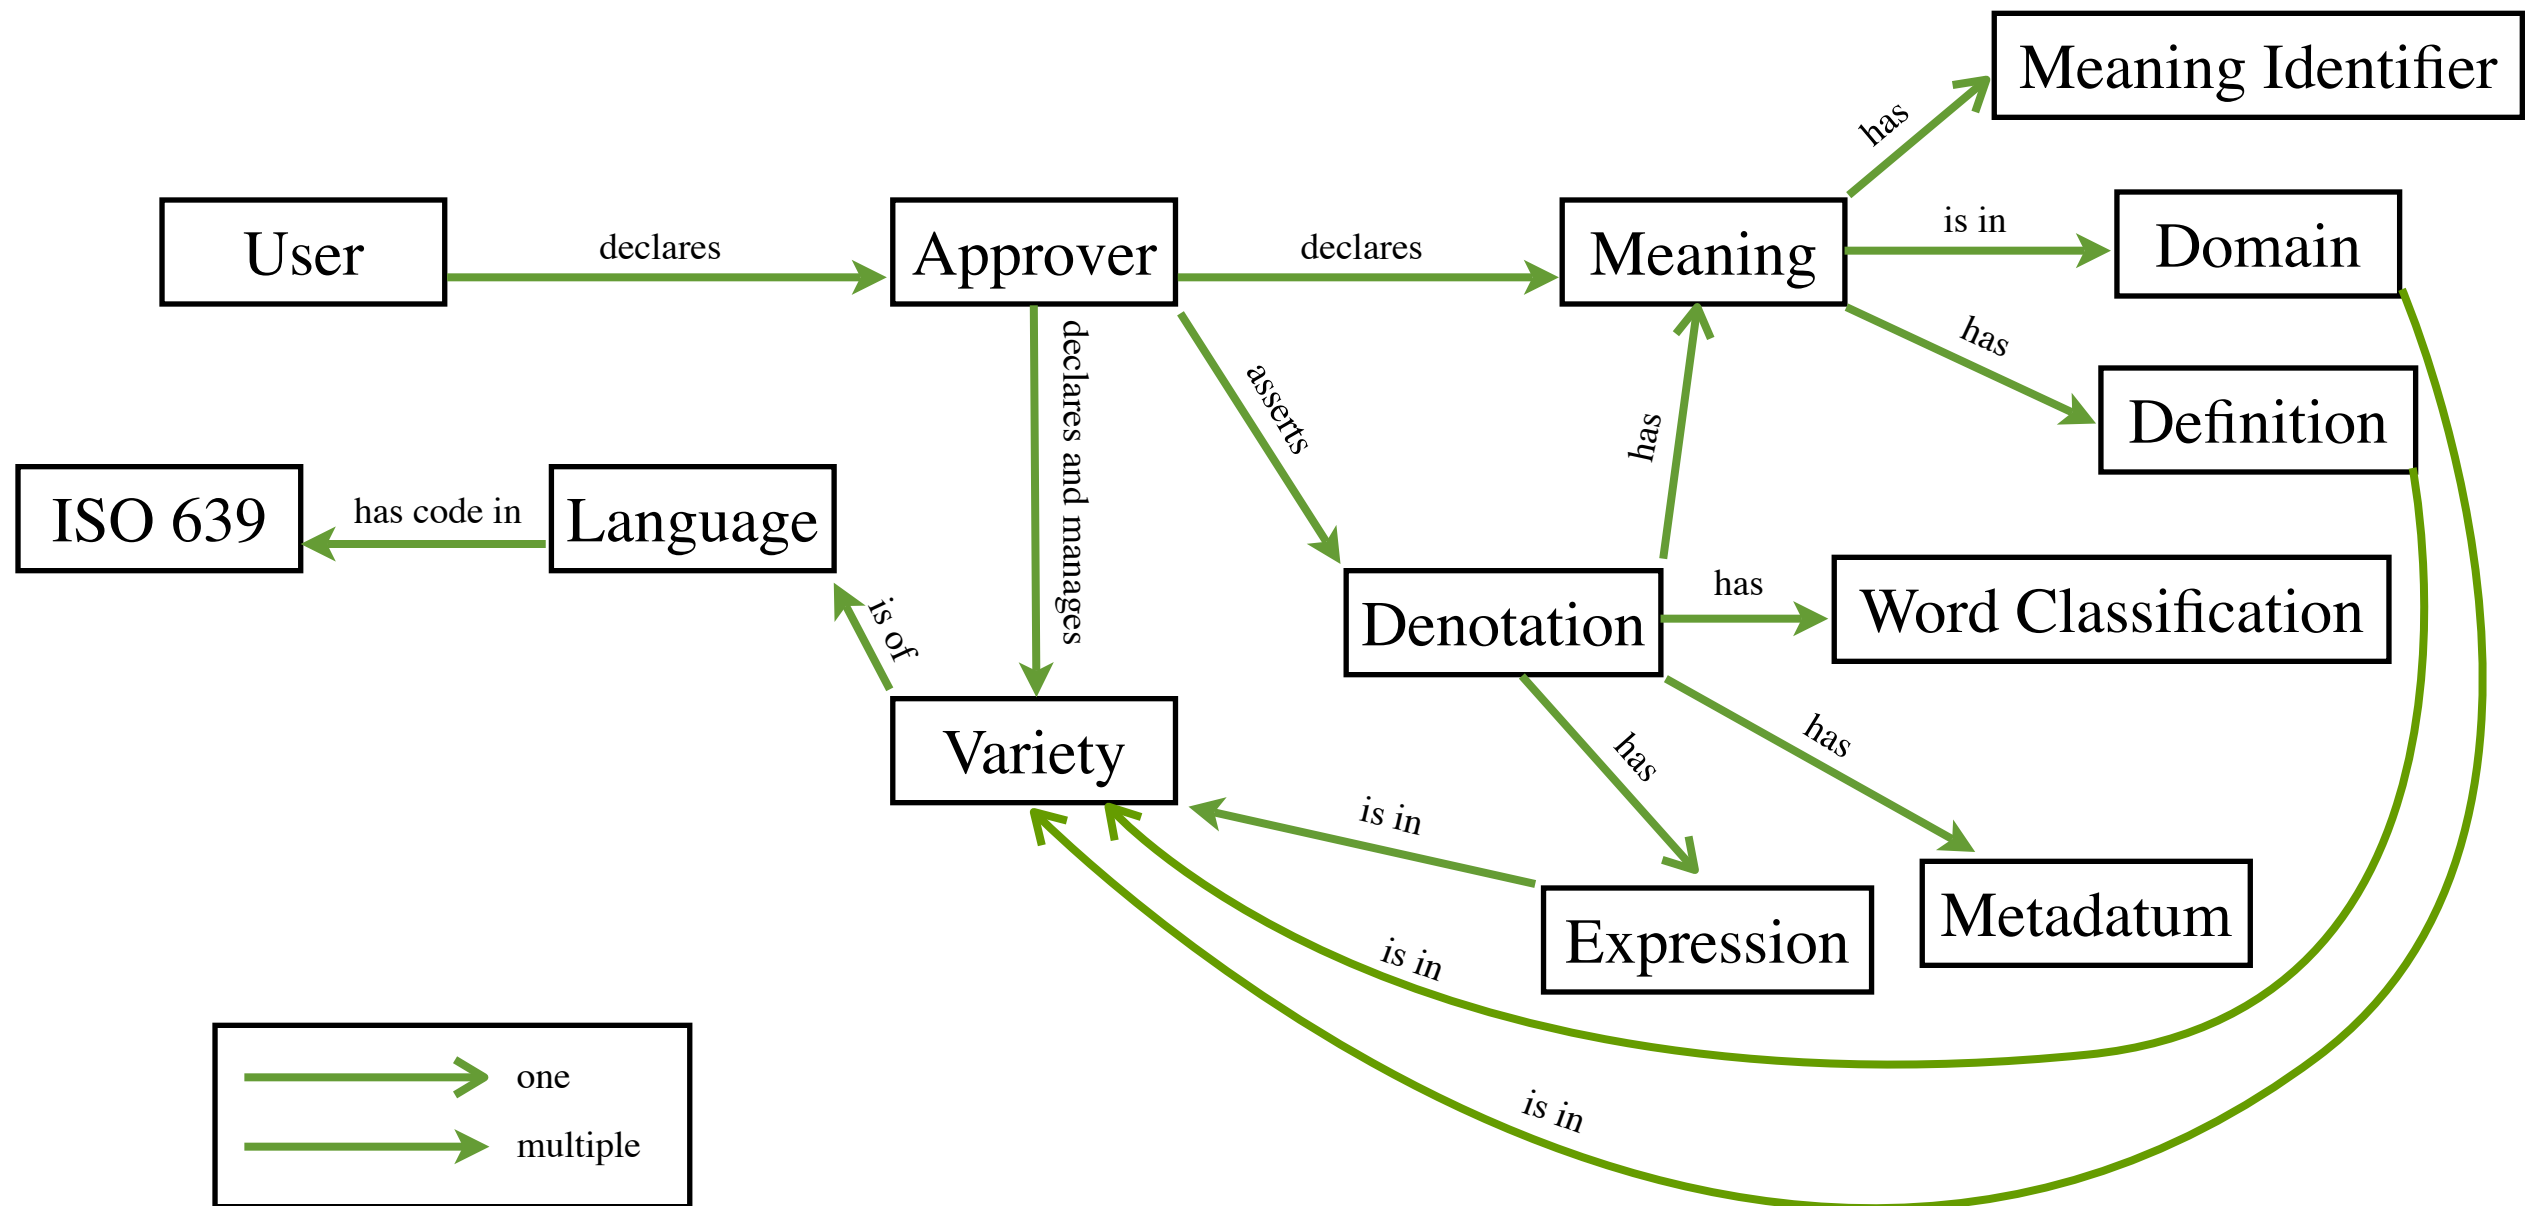 Meaning Identifier
has
User
declares
Approver
declares
Meaning
is in
Domain
has
Definition
declares and manages
asserts
has
ISO 639
has code in
Language
is of
Denotation
has
Word Classification
Variety
has
has
is in
Expression
Metadatum
is in
is in
one
multiple